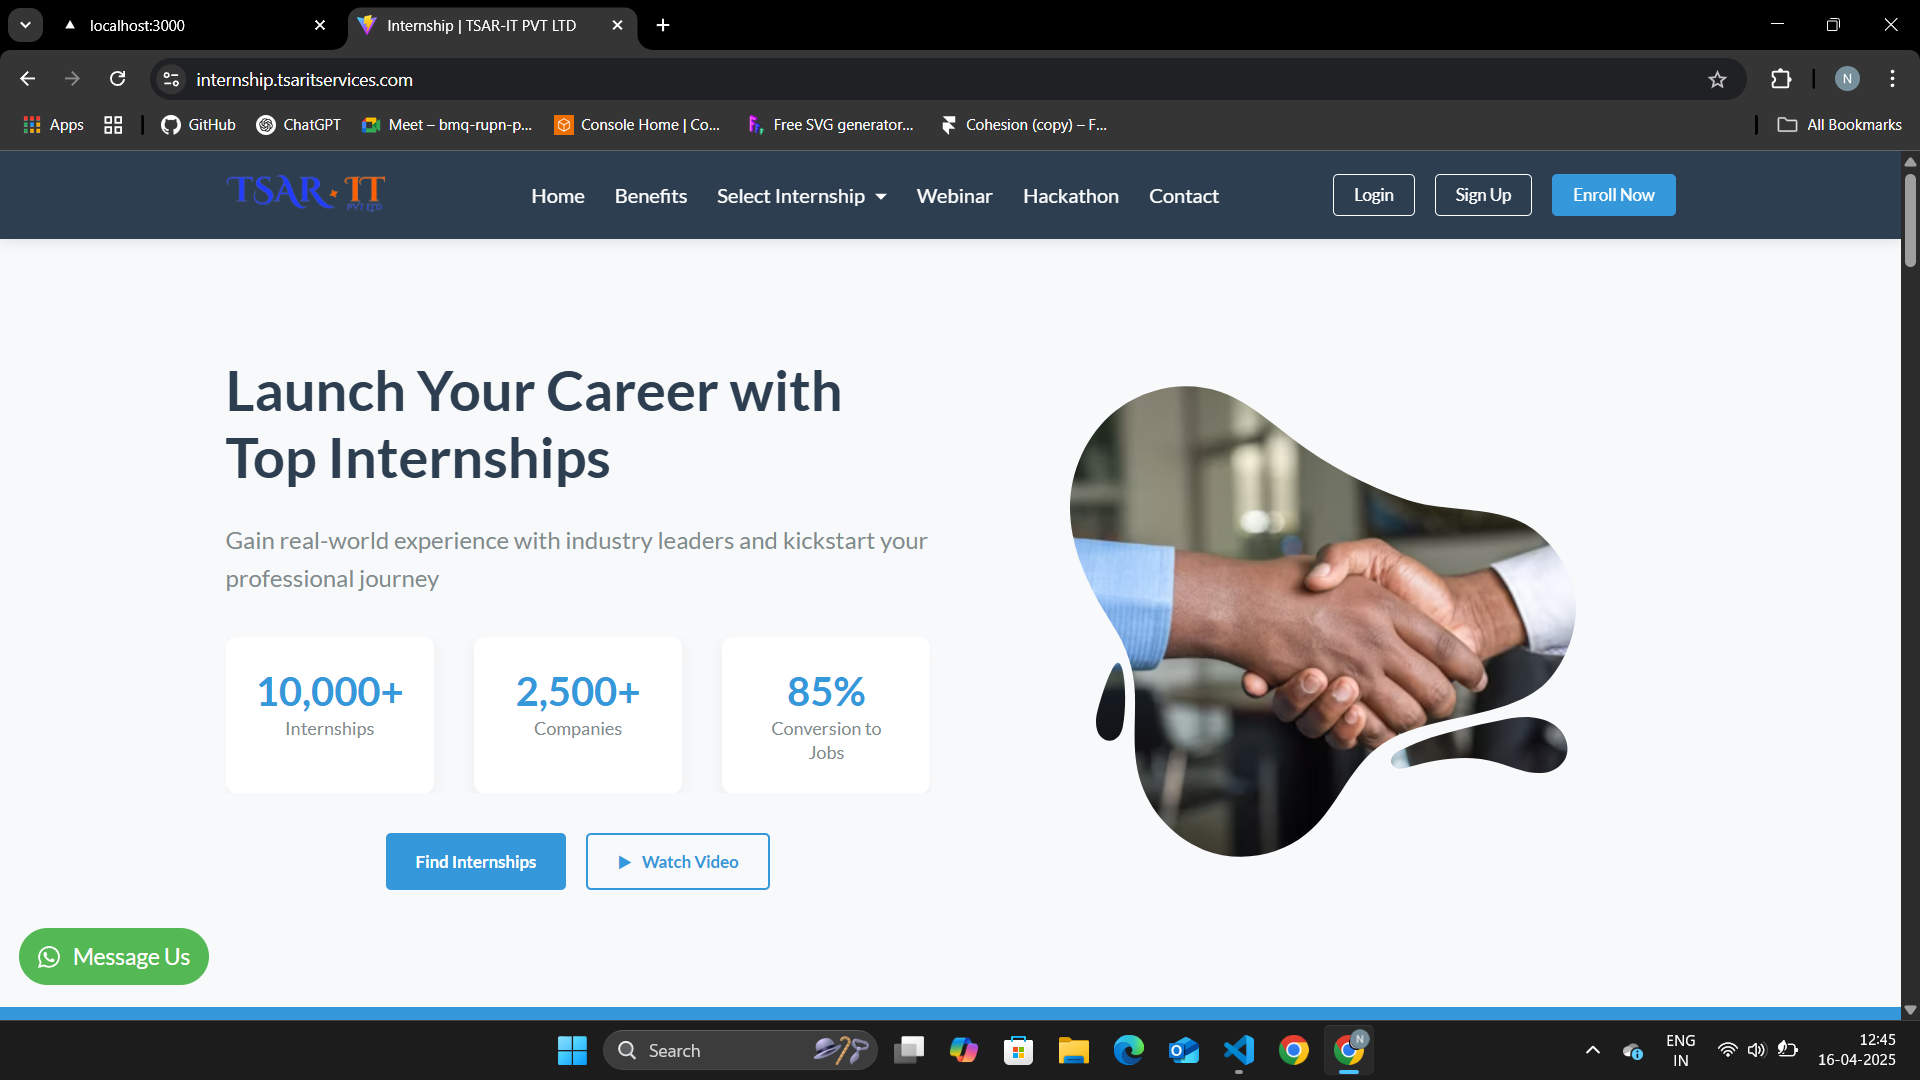 localhost:3000
Internship | TSAR-IT PVT LTD
internship.tsaritservices.com
N
Apps
GitHub
ChatGPT
Meet – bmq-rupn-p...
Console Home | Co...
Free SVG generator...
Cohesion (copy) – F...
All Bookmarks
TSAR IT
PVT LTD
Home
Benefits
Select Internship
Webinar
Hackathon
Contact
Login
Sign Up
Enroll Now
Launch Your Career with
Top Internships
Gain real-world experience with industry leaders and kickstart your
professional journey
10,000+
Internships
2,500+
Companies
85%
Conversion to
Jobs
Find Internships
Watch Video
Message Us
Search
N
ENG
IN
12:45
16-04-2025